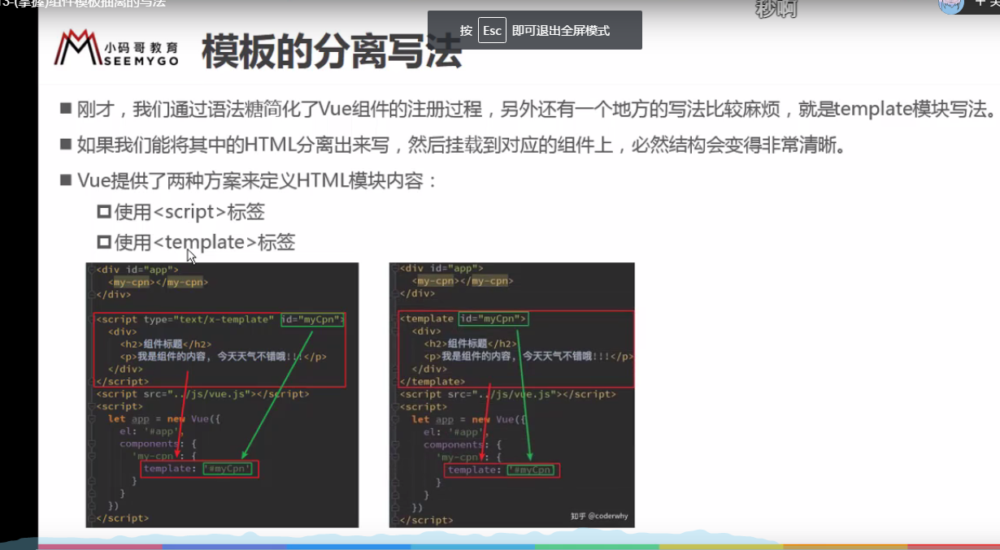 13-(掌握)组件模板抽离的写法
秒啊
+ 关
按 Esc 即可退出全屏模式
小码哥教育
SEEMYGO
模板的分离写法
刚才，我们通过语法糖简化了Vue组件的注册过程，另外还有一个地方的写法比较麻烦，就是template模块写法。
如果我们能将其中的HTML分离出来写，然后挂载到对应的组件上，必然结构会变得非常清晰。
Vue提供了两种方案来定义HTML模块内容：
使用<script>标签
使用<template>标签
<div id="app">
<my-cpn></my-cpn>
</div>
<script type="text/x-template" id="myCpn">
<div>
<h2>组件标题</h2>
<p>我是组件的内容, 今天天气不错哦!!!</p>
</div>
</script>
<script src="../js/vue.js"></script>
<script>
let app = new Vue({
el: '#app',
components: {
'my-cpn': {
template: '#myCpn'
}
}
})
</script>
<div id="app">
<my-cpn></my-cpn>
</div>
<template id="myCpn">
<div>
<h2>组件标题</h2>
<p>我是组件的内容, 今天天气不错哦!!!</p>
</div>
</template>
<script src="../js/vue.js"></script>
<script>
let app = new Vue({
el: '#app',
components: {
'my-cpn': {
template: '#myCpn'
}
}
})
</script>
知乎 @coderwhy